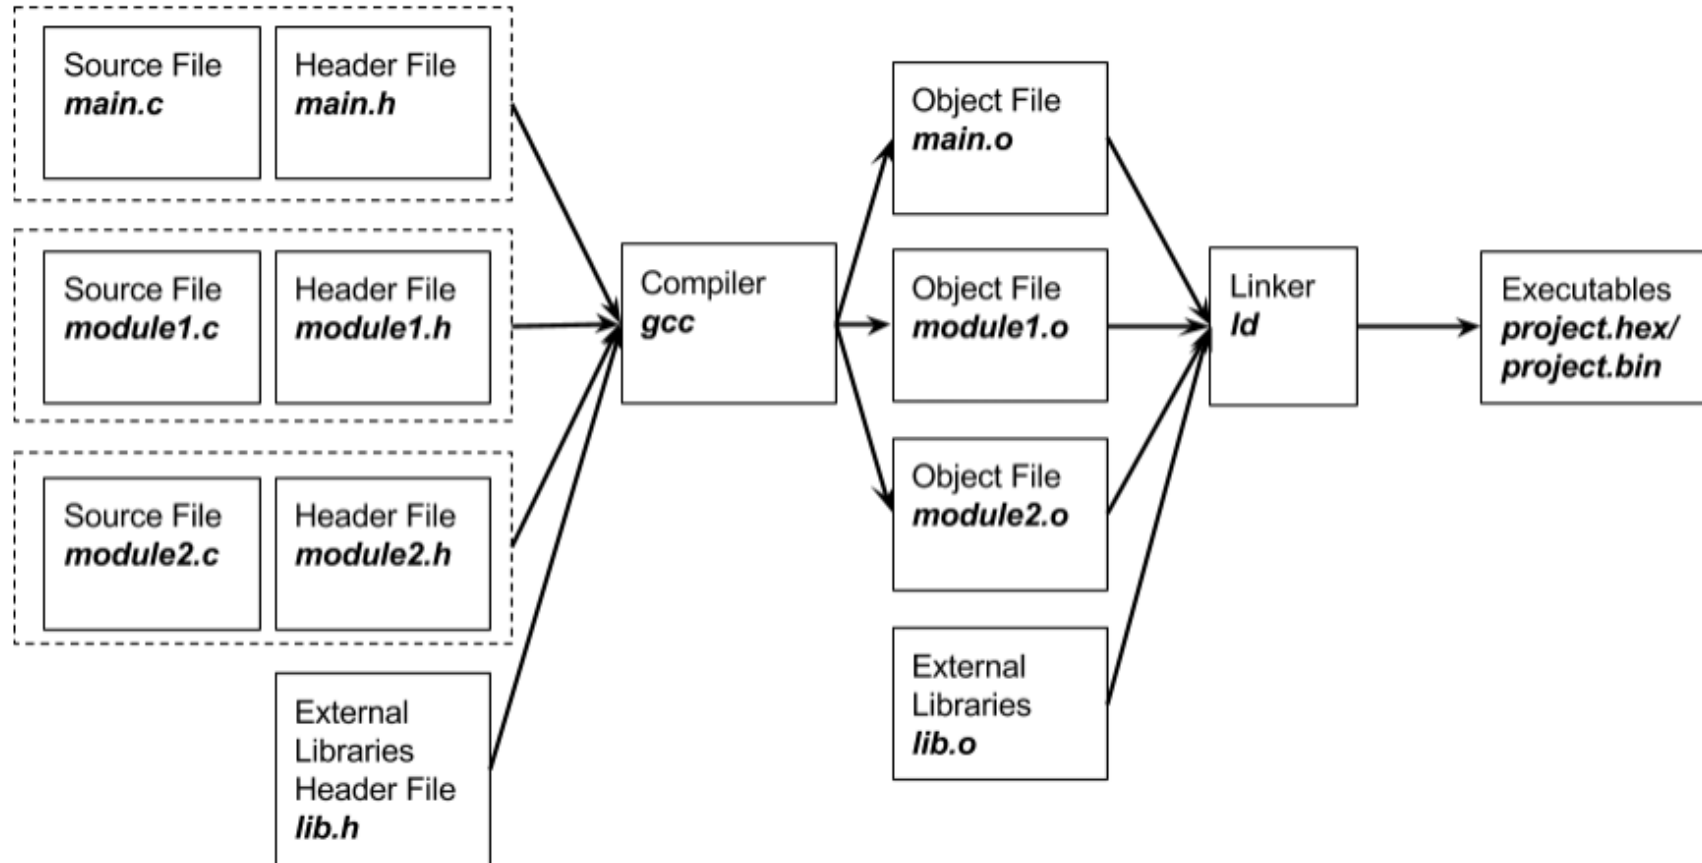 Source File
main.c
Header File
main.h
Source File
module1.c
Header File
module1.h
Source File
module2.c
Header File
module2.h
External
Libraries
Header File
lib.h
Compiler
gcc
Object File
main.o
Object File
module1.o
Object File
module2.o
External
Libraries
lib.o
Linker
ld
Executables
project.hex/
project.bin